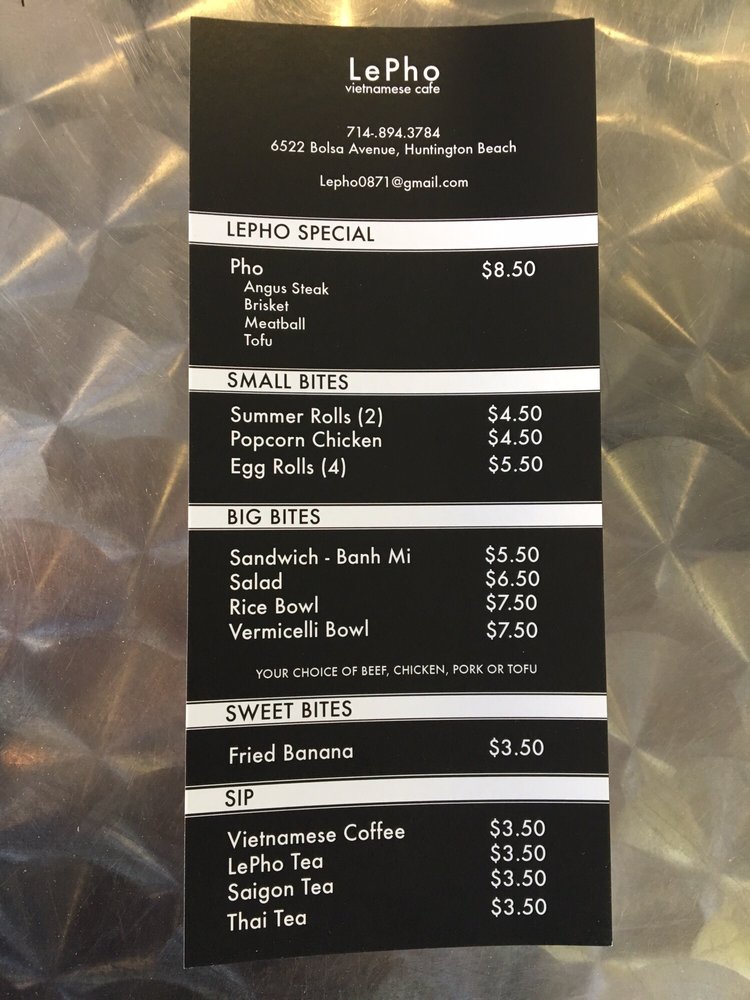 LePho
vietnamese cafe
714-.894.3784
6522 Bolsa Avenue, Huntington Beach
Lepho0871@gmail.com
LEPHO SPECIAL
Pho $8.50
Angus Steak
Brisket
Meatball
Tofu
SMALL BITES
Summer Rolls (2) $4.50
Popcorn Chicken $4.50
Egg Rolls (4) $5.50
BIG BITES
Sandwich - Banh Mi $5.50
Salad $6.50
Rice Bowl $7.50
Vermicelli Bowl $7.50
YOUR CHOICE OF BEEF, CHICKEN, PORK OR TOFU
SWEET BITES
Fried Banana $3.50
SIP
Vietnamese Coffee $3.50
LePho Tea $3.50
Saigon Tea $3.50
Thai Tea $3.50